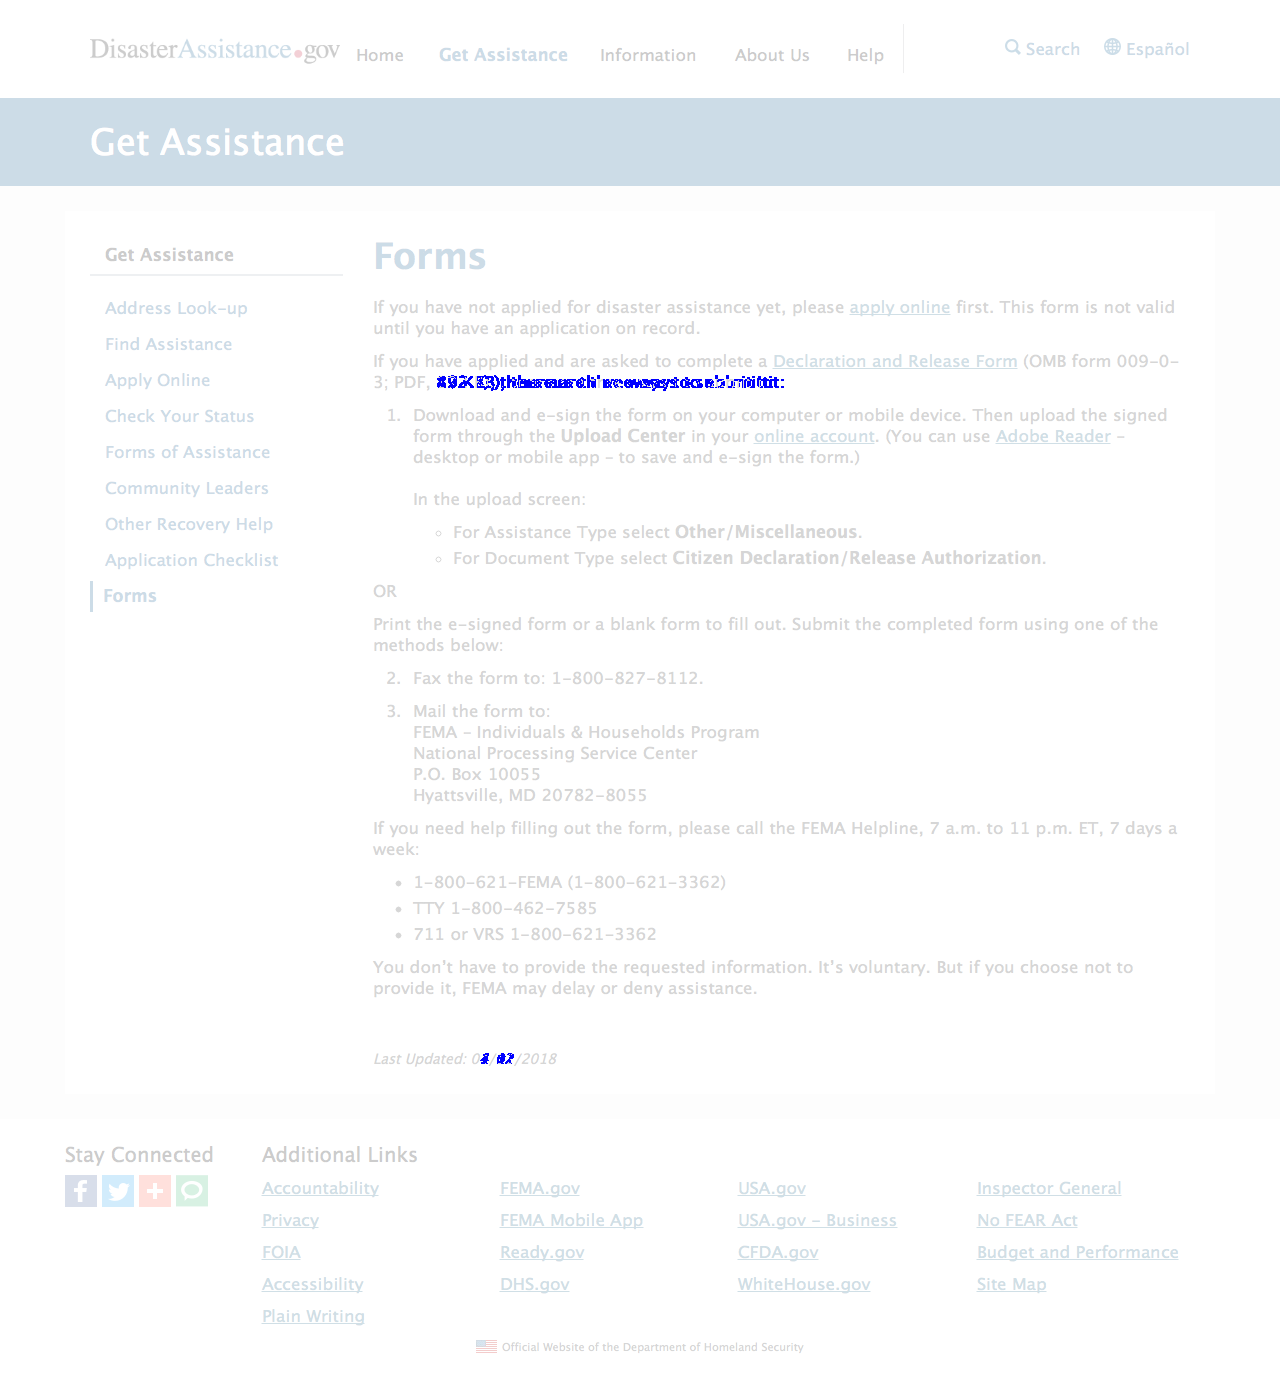 DisasterAssistance.gov Home Get Assistance Information About Us Help Search Español
Get Assistance
Get Assistance
Address Look-up
Find Assistance
Apply Online
Check Your Status
Forms of Assistance
Community Leaders
Other Recovery Help
Application Checklist
Forms
Forms
If you have not applied for disaster assistance yet, please apply online first. This form is not valid
until you have an application on record.
If you have applied and are asked to complete a Declaration and Release Form (OMB form 009-0-
3; PDF,
1. Download and e-sign the form on your computer or mobile device. Then upload the signed
form through the Upload Center in your online account. (You can use Adobe Reader –
desktop or mobile app – to save and e-sign the form.)
In the upload screen:
For Assistance Type select Other/Miscellaneous.
For Document Type select Citizen Declaration/Release Authorization.
OR
Print the e-signed form or a blank form to fill out. Submit the completed form using one of the
methods below:
2. Fax the form to: 1-800-827-8112.
3. Mail the form to:
FEMA – Individuals & Households Program
National Processing Service Center
P.O. Box 10055
Hyattsville, MD 20782-8055
If you need help filling out the form, please call the FEMA Helpline, 7 a.m. to 11 p.m. ET, 7 days a
week:
• 1-800-621-FEMA (1-800-621-3362)
• TTY 1-800-462-7585
• 711 or VRS 1-800-621-3362
You don’t have to provide the requested information. It’s voluntary. But if you choose not to
provide it, FEMA may delay or deny assistance.
Last Updated: /2018
Stay Connected
Additional Links
Accountability FEMA.gov USA.gov Inspector General
Privacy FEMA Mobile App USA.gov – Business No FEAR Act
FOIA Ready.gov CFDA.gov Budget and Performance
Accessibility DHS.gov WhiteHouse.gov Site Map
Plain Writing
Official Website of the Department of Homeland Security